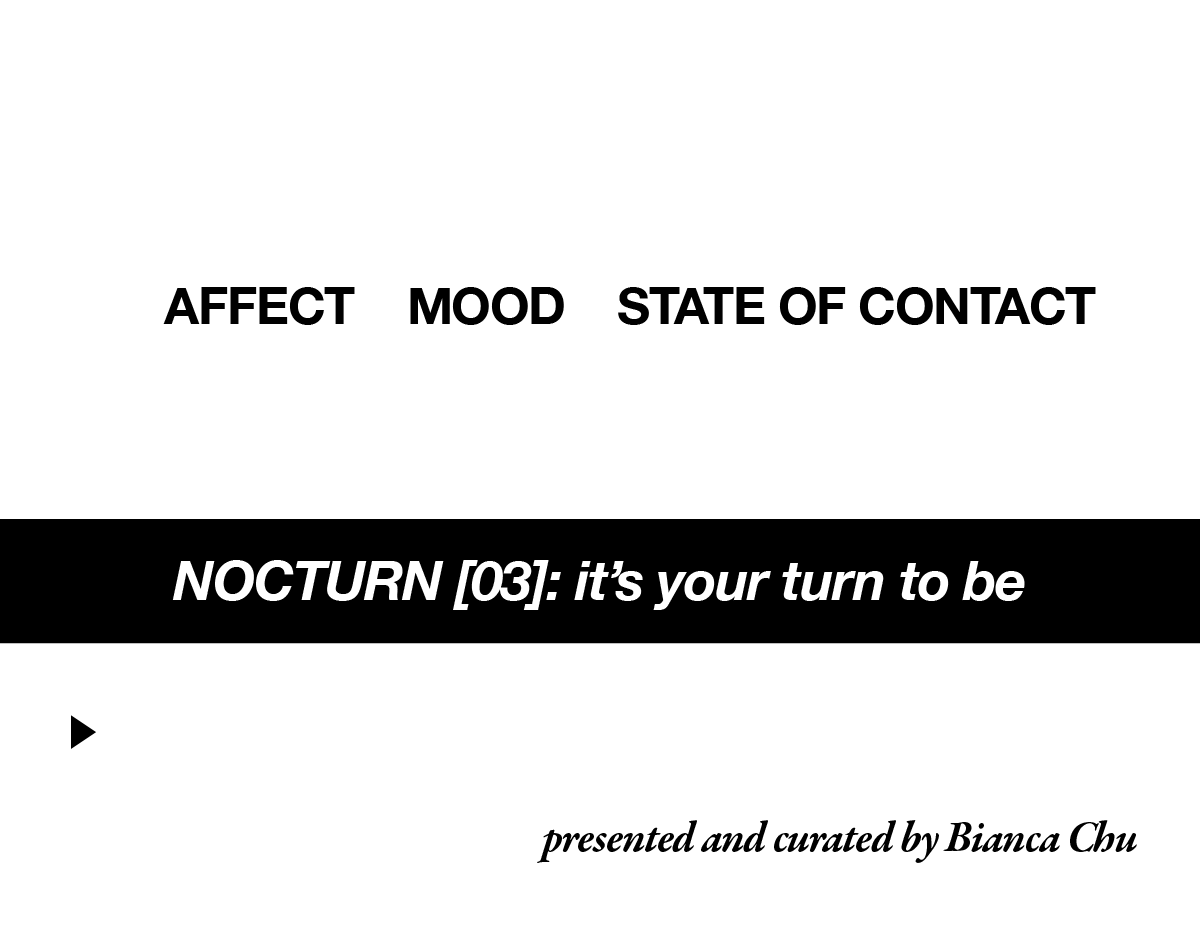 AFFECT MOOD STATE OF CONTACT
NOCTURN [03]: it’s your turn to be
presented and curated by Bianca Chu